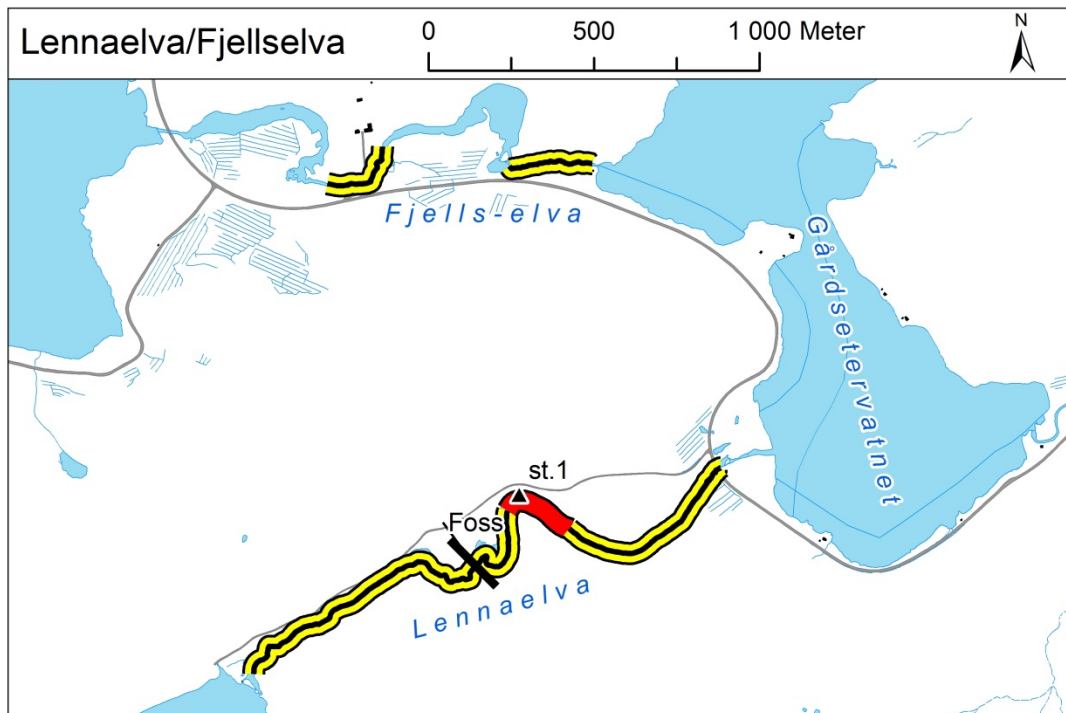 Lennaelva/Fjellselva
0 500 1 000 Meter
N
Fjells-elva
Gårdsetervatnet
st.1
Foss
Lennaelva